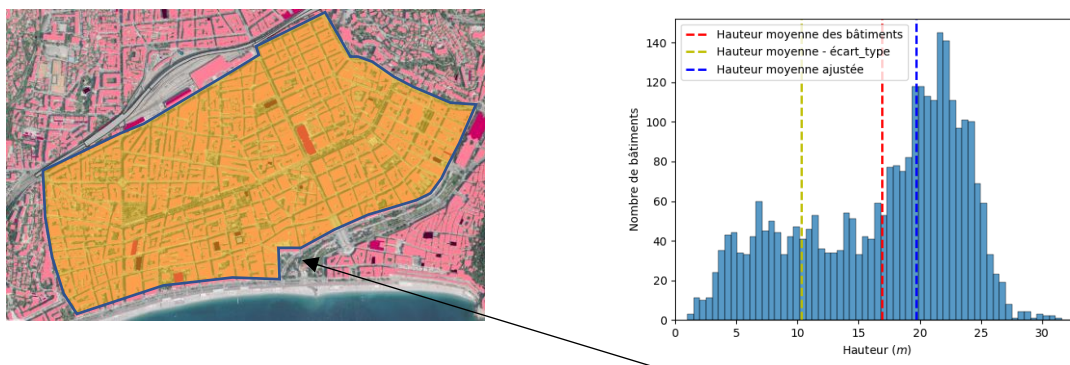 Hauteur moyenne des bâtiments
Hauteur moyenne - écart_type
Hauteur moyenne ajustée
Nombre de bâtiments
140
120
100
80
60
40
20
0
0 5 10 15 20 25 30
Hauteur (m)